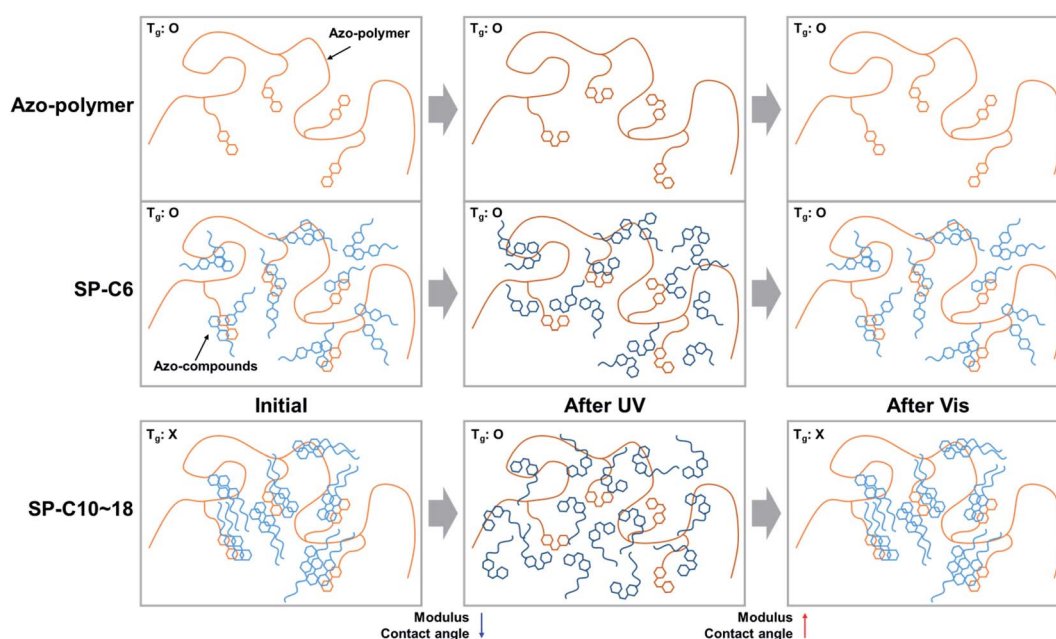 Tg: O
Azo-polymer
Tg: O
Tg: O
Azo-polymer
Tg: O
Tg: O
Tg: O
SP-C6
Azo-compounds
Initial
After UV
After Vis
Tg: X
Tg: O
Tg: X
SP-C10~18
Modulus
Contact angle ↓
Modulus
Contact angle ↑